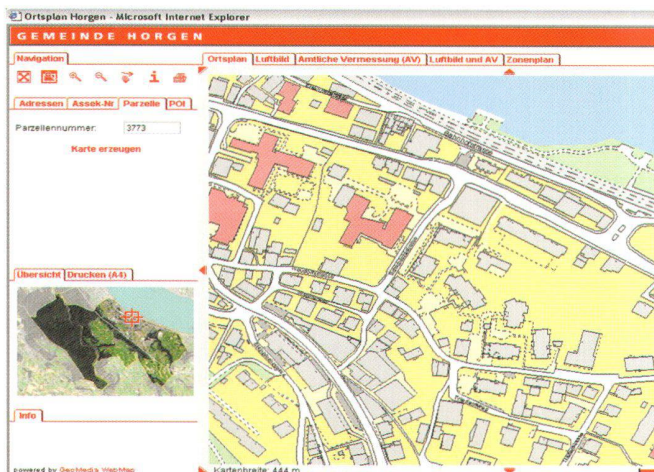 Ortsplan Horgen - Microsoft Internet Explorer
GEMEINDE HORGEN
Navigation
Ortsplan Luftbild Amtliche Vermessung (AV) Luftbild und AV Zonenplan
Adressen Assek-Nr Parzelle POI
Parzellennummer: 3773
Karte erzeugen
Übersicht Drucken (A4)
Info
powered by GeoMedia WebMap
Kartenbreite: 444 m